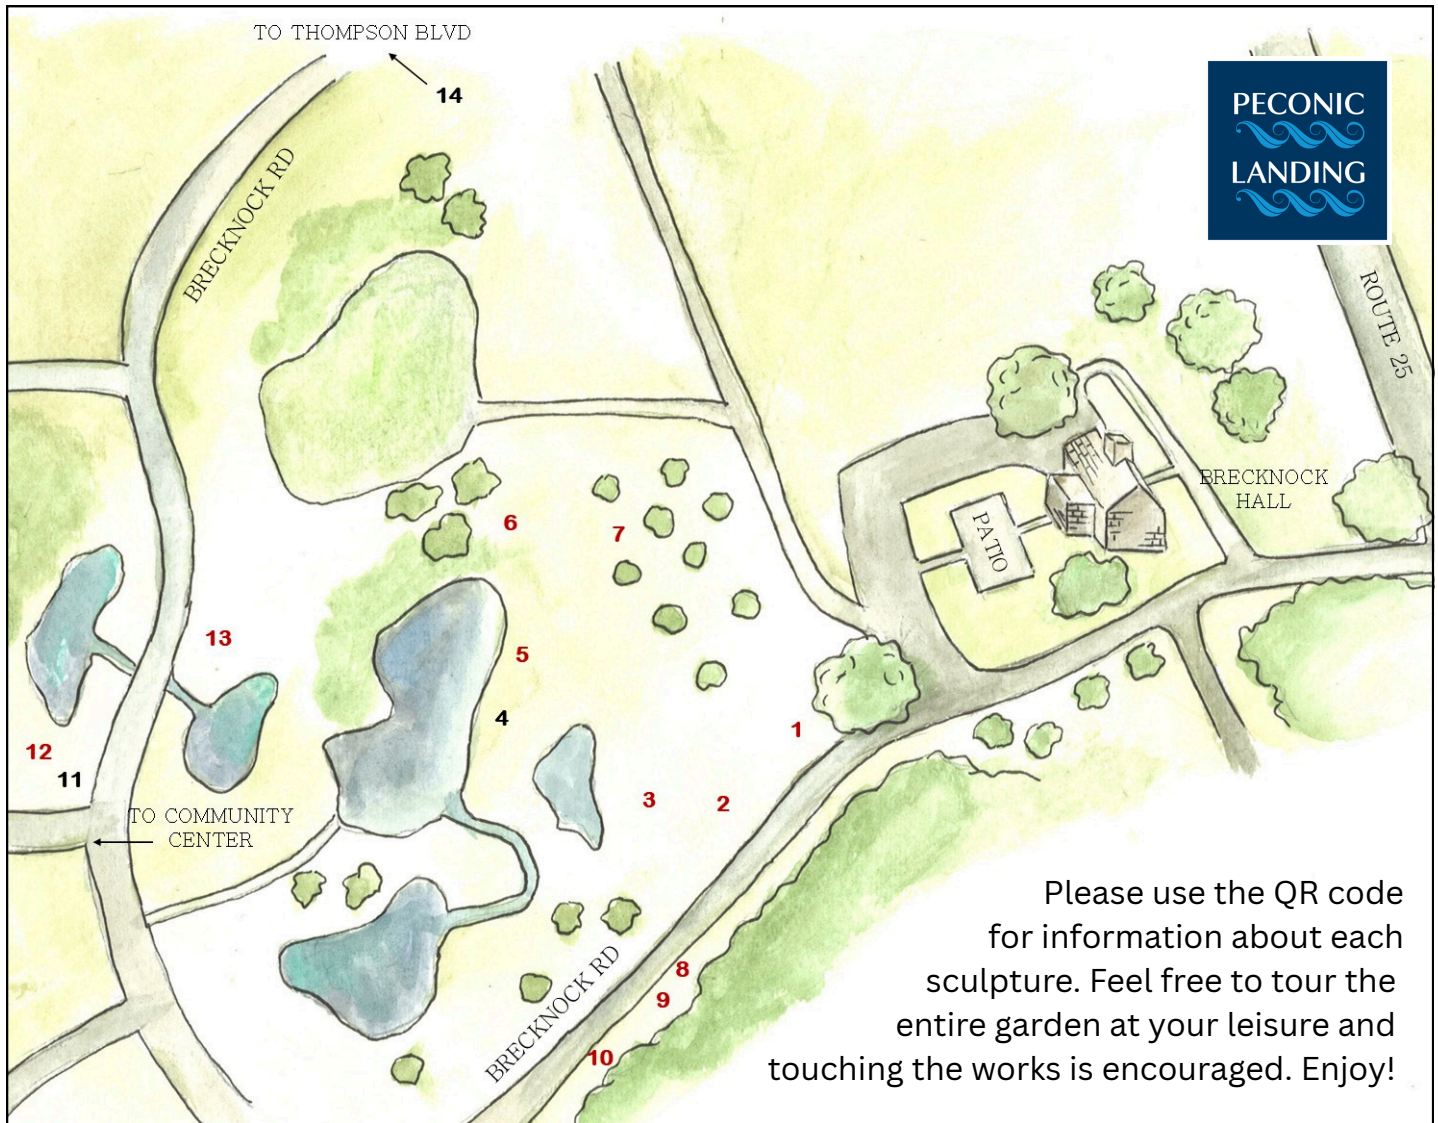 TO THOMPSON BLVD
14
PECONIC
LANDING
BRECKNOCK RD
ROUTE 25
BRECKNOCK
HALL
PATIO
6
7
13
5
4
1
12
11
3
2
TO COMMUNITY
CENTER
BRECKNOCK RD
8
9
10
Please use the QR code
for information about each
sculpture. Feel free to tour the
entire garden at your leisure and
touching the works is encouraged. Enjoy!